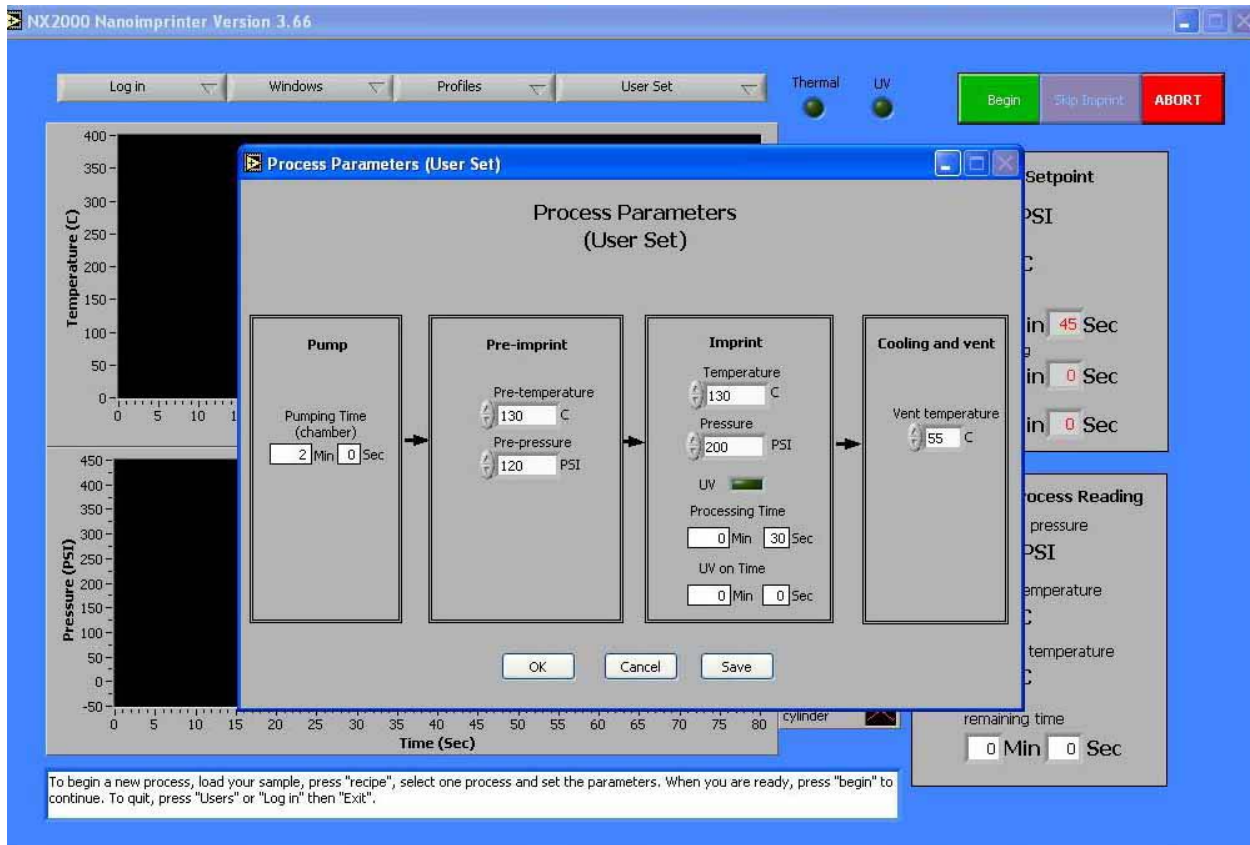 NX2000 Nanoimprinter Version 3.66
Log in Windows Profiles User Set
Thermal UV
Begin Skip Imprint ABORT
400
350
300
250
200
150
100
50
0
Temperature (C)
0 5 10 1
Process Parameters (User Set)
Process Parameters
(User Set)
Pump
Pumping Time
(chamber)
2 Min 0 Sec
Pre-imprint
Pre-temperature
130 C
Pre-pressure
120 PSI
Imprint
Temperature
130 C
Pressure
200 PSI
UV
Processing Time
0 Min 30 Sec
UV on Time
0 Min 0 Sec
Cooling and vent
Vent temperature
55 C
OK Cancel Save
Setpoint
PSI
C
in 45 Sec
g
in 0 Sec
in 0 Sec
450
400
350
300
250
200
150
100
50
0
-50
Pressure (PSI)
0 5 10 15 20 25 30 35 40 45 50 55 60 65 70 75 80
Time (Sec)
cylinder
ocess Reading
pressure
PSI
emperature
C
temperature
C
remaining time
0 Min 0 Sec
To begin a new process, load your sample, press "recipe", select one process and set the parameters. When you are ready, press "begin" to
continue. To quit, press "Users" or "Log in" then "Exit".